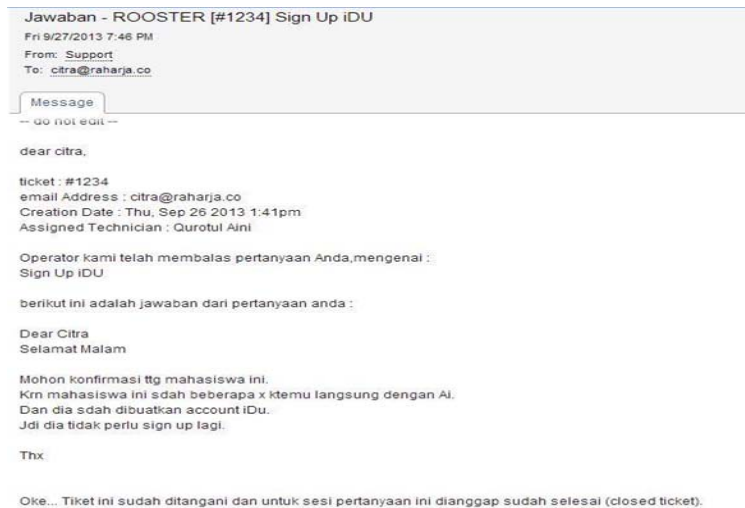 Jawaban - ROOSTER [#1234] Sign Up iDU
Fri 9/27/2013 7:46 PM
From: Support
To: citra@raharja.co
Message
-- do not edit --
dear citra,
ticket : #1234
email Address : citra@raharja.co
Creation Date : Thu, Sep 26 2013 1:41pm
Assigned Technician : Qurotul Aini
Operator kami telah membalas pertanyaan Anda,mengenai :
Sign Up iDU
berikut ini adalah jawaban dari pertanyaan anda :
Dear Citra
Selamat Malam
Mohon konfirmasi ttg mahasiswa ini.
Krn mahasiswa ini sdah beberapa x ktemu langsung dengan Ai.
Dan dia sdah dibuatkan account iDu.
Jdi dia tidak perlu sign up lagi.
Thx
Oke... Tiket ini sudah ditangani dan untuk sesi pertanyaan ini dianggap sudah selesai (closed ticket).